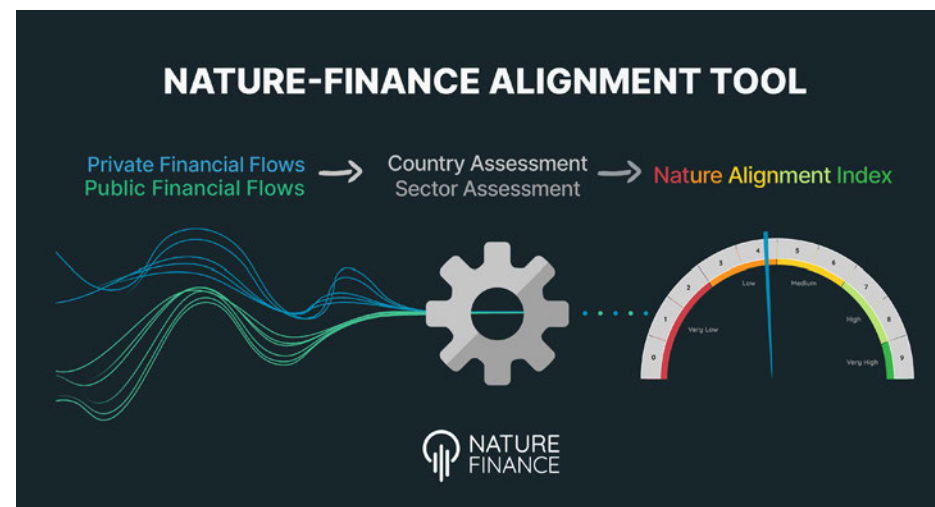 NATURE-FINANCE ALIGNMENT TOOL
Private Financial Flows
Public Financial Flows
Country Assessment
Sector Assessment
Nature Alignment Index
0
1
2
3
4
5
6
7
8
9
Very Low
Low
Medium
High
Very High
NATURE
FINANCE